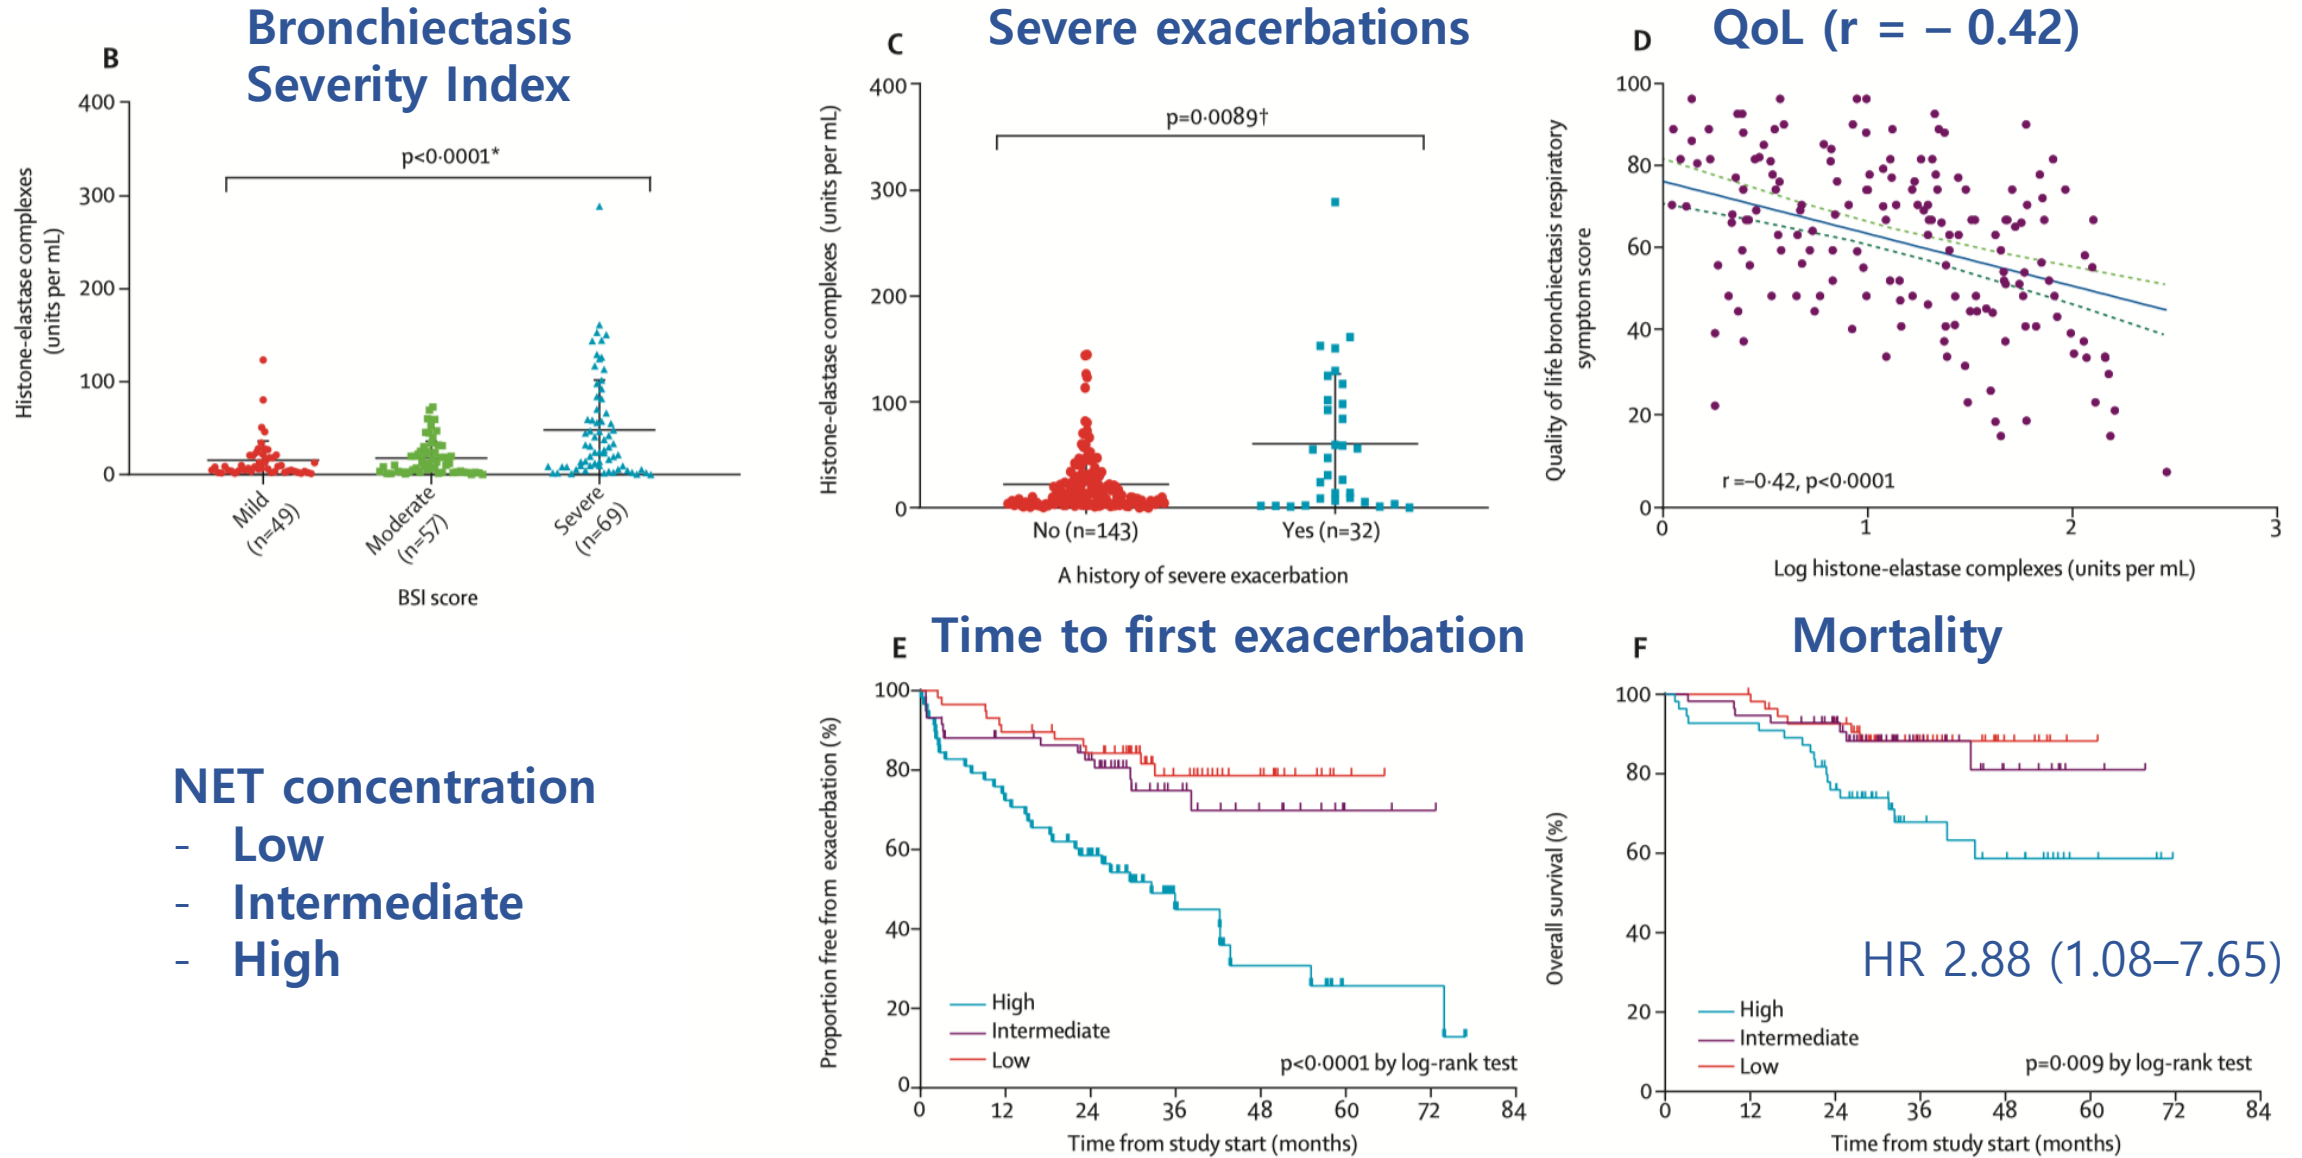 B
Bronchiectasis
Severity Index
400
300
200
100
0
Histone-elastase complexes
(units per mL)
p<0·0001*
Mild
(n=49)
Moderate
(n=57)
Severe
(n=69)
BSI score
C
Severe exacerbations
400
300
200
100
0
Histone-elastase complexes (units per mL)
p=0·0089†
No (n=143)
Yes (n=32)
A history of severe exacerbation
D
QoL (r = – 0.42)
100
80
60
40
20
0
Quality of life bronchiectasis respiratory
symptom score
r =–0·42, p<0·0001
0
1
2
3
Log histone-elastase complexes (units per mL)
NET concentration
- Low
- Intermediate
- High
E
Time to first exacerbation
100
80
60
40
20
0
Proportion free from exacerbation (%)
High
Intermediate
Low
p<0·0001 by log-rank test
0
12
24
36
48
60
72
84
Time from study start (months)
F
Mortality
100
80
60
40
20
0
Overall survival (%)
HR 2.88 (1.08–7.65)
High
Intermediate
Low
p=0·009 by log-rank test
0
12
24
36
48
60
72
84
Time from study start (months)